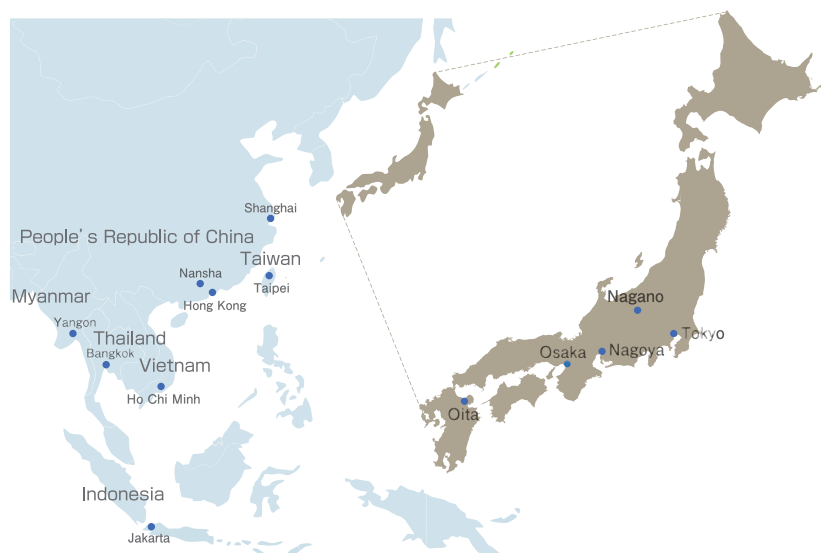 Shanghai
People's Republic of China
Taiwan
Nansha
Taipei
Myanmar
Hong Kong
Nagano
Yangon
Thailand
Tokyo
Bangkok
Vietnam
Osaka
Nagoya
Ho Chi Minh
Oita
Indonesia
Jakarta